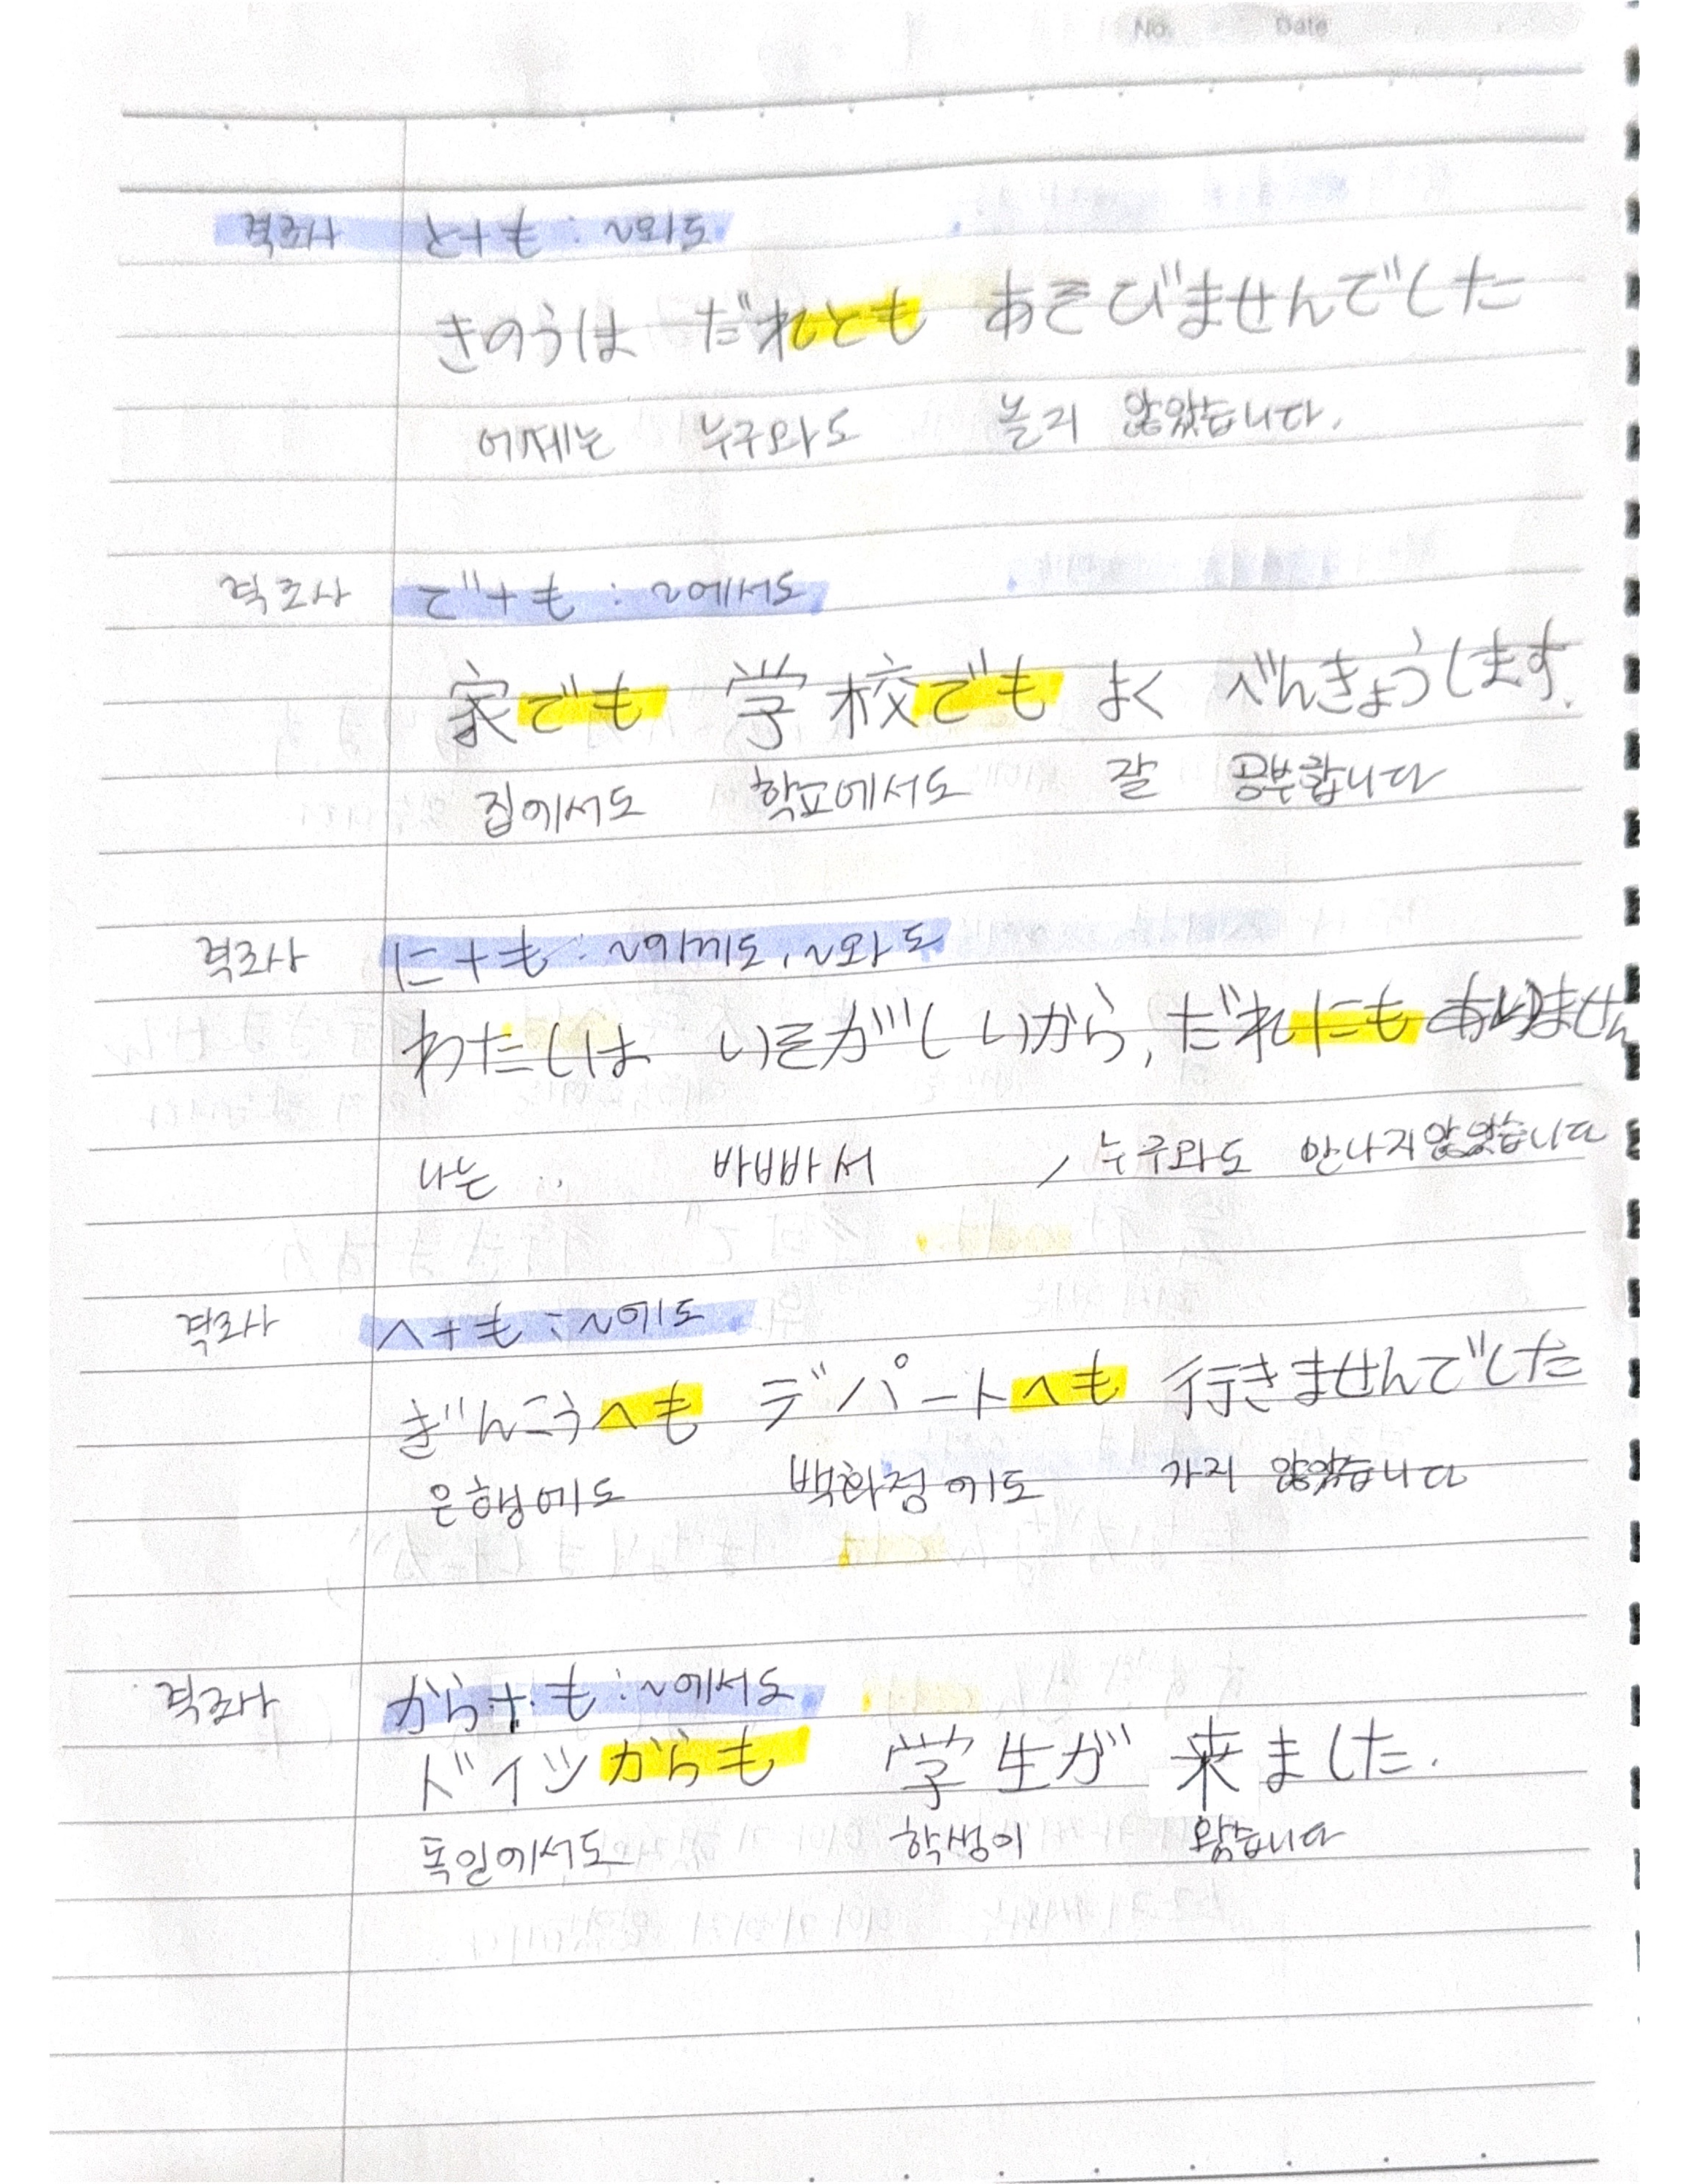 No. Date
격조사 と+も : ~와도
きのうは だれとも あそびませんでした
어제는 누구와도 놀지 않았습니다.
격조사 で+も : ~에서도
家でも 学校でも よく べんきょうします.
집에서도 학교에서도 잘 공부합니다
격조사 に+も : ~에게도, ~와도
わたしは いそがしいから, だれにも ありません
나는 바빠서 , 누구와도 만나지않았습니다
격조사 へ+も : ~에도
ぎんこうへも デパートへも 行きませんでした
은행에도 백화점에도 가지 않았습니다
격조사 から+も : ~에서도
ドイツからも 学生が 来ました.
독일에서도 학생이 왔습니다